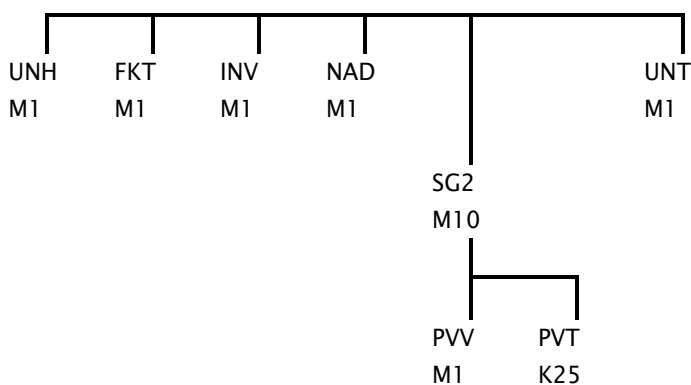 UNH FKT INV NAD UNT
M1 M1 M1 M1 M1
SG2
M10
PVV PVT
M1 K25